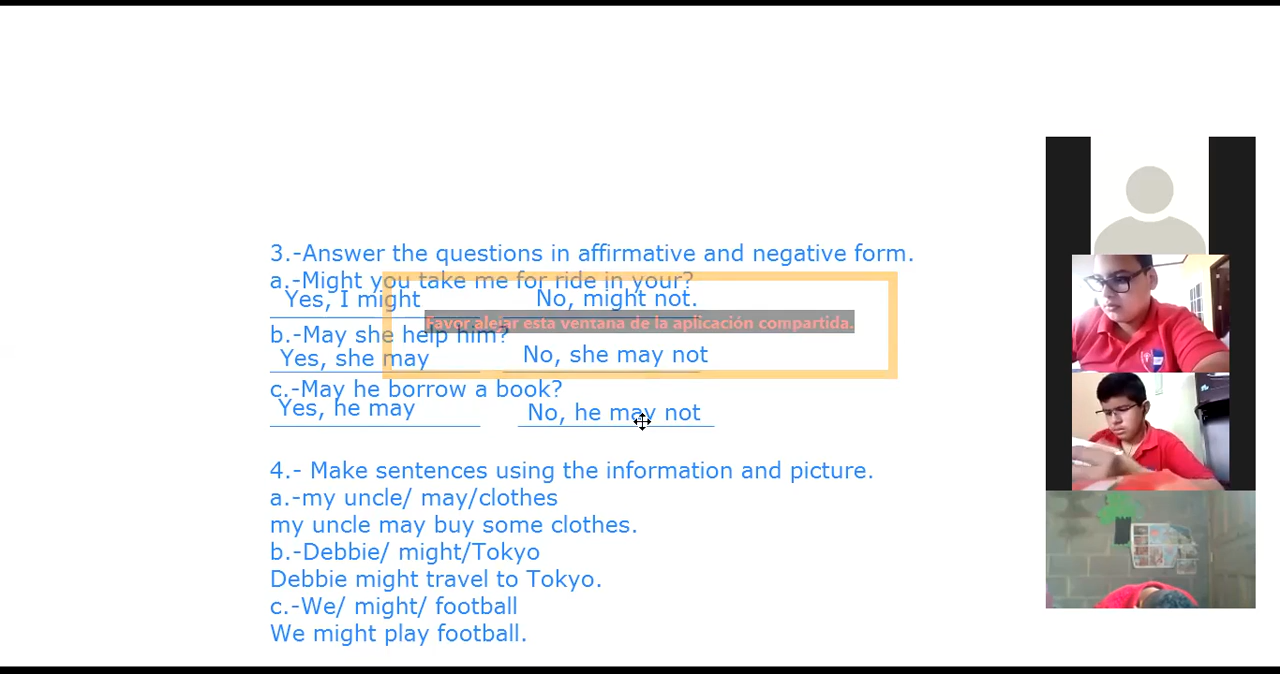 3.-Answer the questions in affirmative and negative form.
a.-Might you take me for ride in your?
Yes, I might No, might not.
Favor alejar esta ventana de la aplicación compartida.
b.-May she help him?
Yes, she may No, she may not
c.-May he borrow a book?
Yes, he may No, he may not
4.- Make sentences using the information and picture.
a.-my uncle/ may/clothes
my uncle may buy some clothes.
b.-Debbie/ might/Tokyo
Debbie might travel to Tokyo.
c.-We/ might/ football
We might play football.